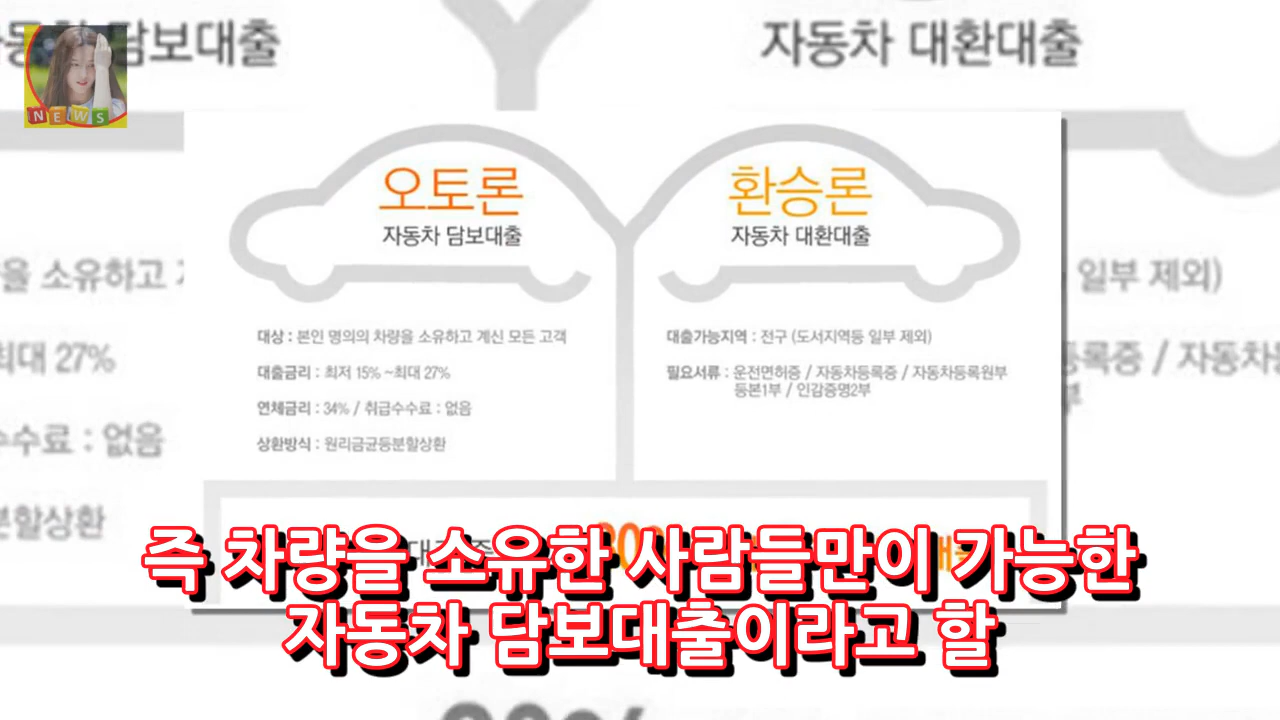 담보대출
자동차 대환대출
NEWS
오토론
자동차 담보대출
환승론
자동차 대환대출
을 소유하고
일부 제외)
대상 : 본인 명의의 차량을 소유하고 계신 모든 고객
대출가능지역 : 전구 (도서지역등 일부 제외)
최대 27%
대출금리 : 최저 15% ~최대 27%
필요서류 : 운전면허증 / 자동차등록증 / 자동차등록원부
등본1부 / 인감증명2부
등록증 / 자동차
연체금리 : 34% / 취급수수료 : 없음
수수료 : 없음
상환방식 : 원리금균등분할상환
분할상환
즉 차량을 소유한 사람들만이 가능한
자동차 담보대출이라고 할